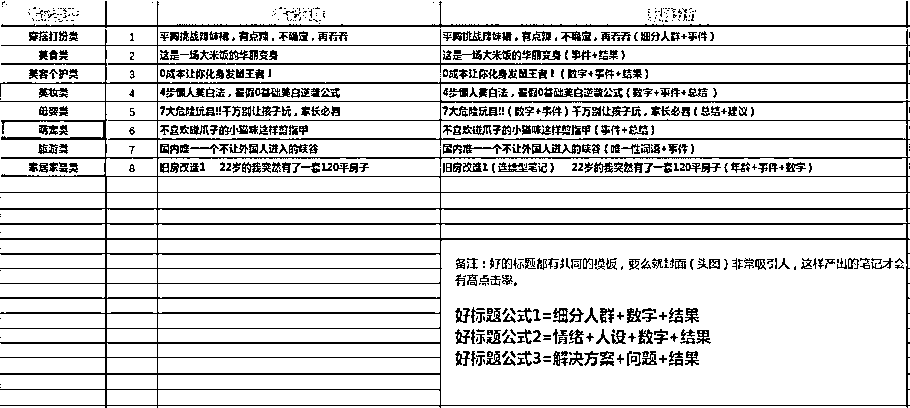 穿搭打扮类 1 平胸挑战辣妹裙，有点辣，不确定，再看看 平胸挑战辣妹裙，有点辣，不确定，再看看（细分人群+事件）
美食类 2 这是一场大米饭的华丽变身 这是一场大米饭的华丽变身（事件+结果）
美容个护类 3 0成本让你化身发量王者！ 0成本让你化身发量王者！（数字+事件+结果）
美妆类 4 4步懒人美白法，暑假0基础美白逆袭公式 4步懒人美白法，暑假0基础美白逆袭公式（数字+事件+总结）
母婴类 5 7大危险玩具!!千万别让孩子玩，家长必看 7大危险玩具!!（数字+事件）千万别让孩子玩，家长必看（总结+建议）
萌宠类 6 不喜欢碰爪子的小猫咪这样剪指甲 不喜欢碰爪子的小猫咪这样剪指甲（事件+总结）
旅游类 7 国内唯一一个不让外国人进入的峡谷 国内唯一一个不让外国人进入的峡谷（唯一性词语+事件）
家居家装类 8 旧房改造1 22岁的我突然有了一套120平房子 旧房改造1（连续型笔记） 22岁的我突然有了一套120平房子（年龄+事件+数字）
备注：好的标题都有共同的模板，要么就封面（头图）非常吸引人，这样产出的笔记才会
有高点击率。
好标题公式1=细分人群+数字+结果
好标题公式2=情绪+人设+数字+结果
好标题公式3=解决方案+问题+结果